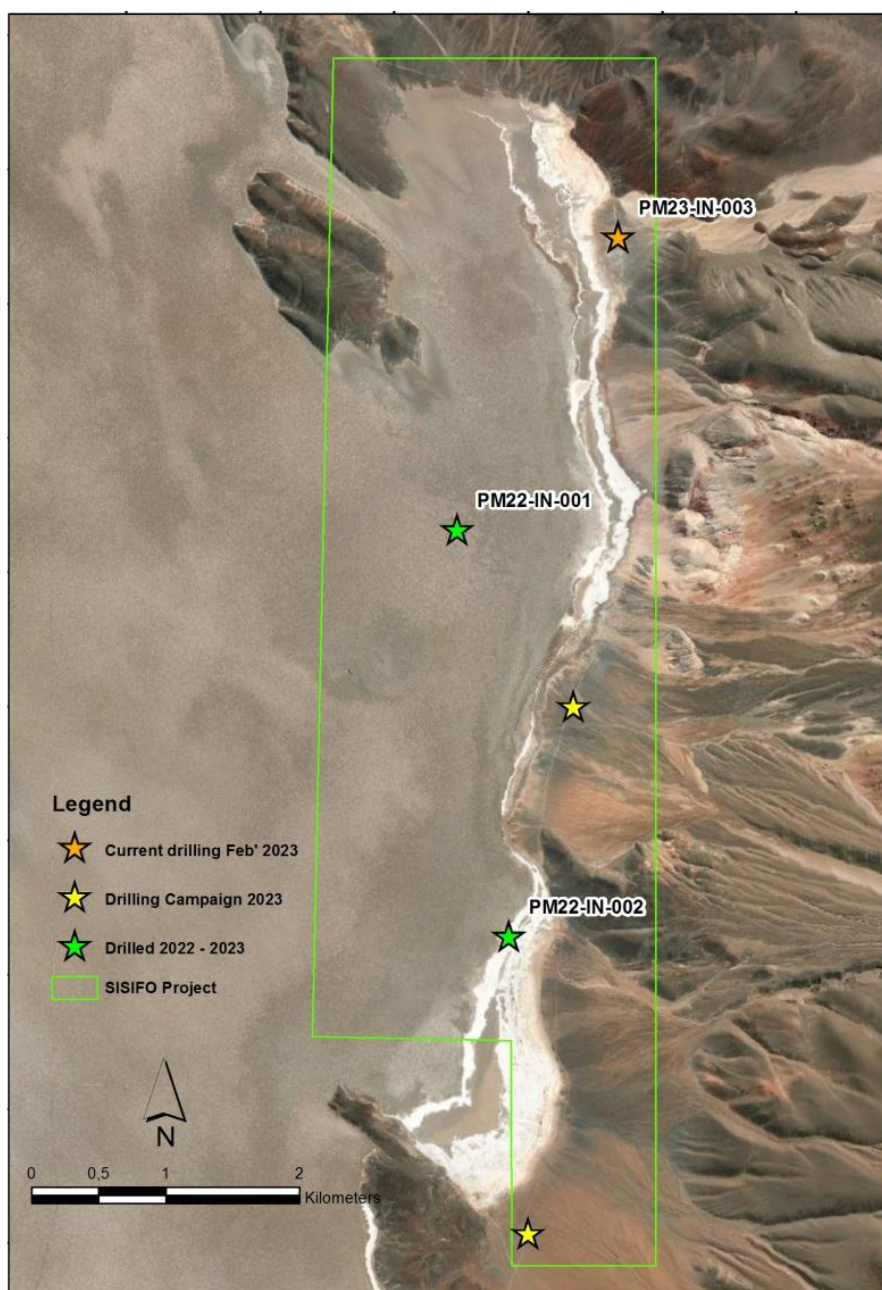 PM23-IN-003
PM22-IN-001
Legend
Current drilling Feb' 2023
Drilling Campaign 2023
Drilled 2022 - 2023
SISIFO Project
PM22-IN-002
N
0 0,5 1 2
Kilometers